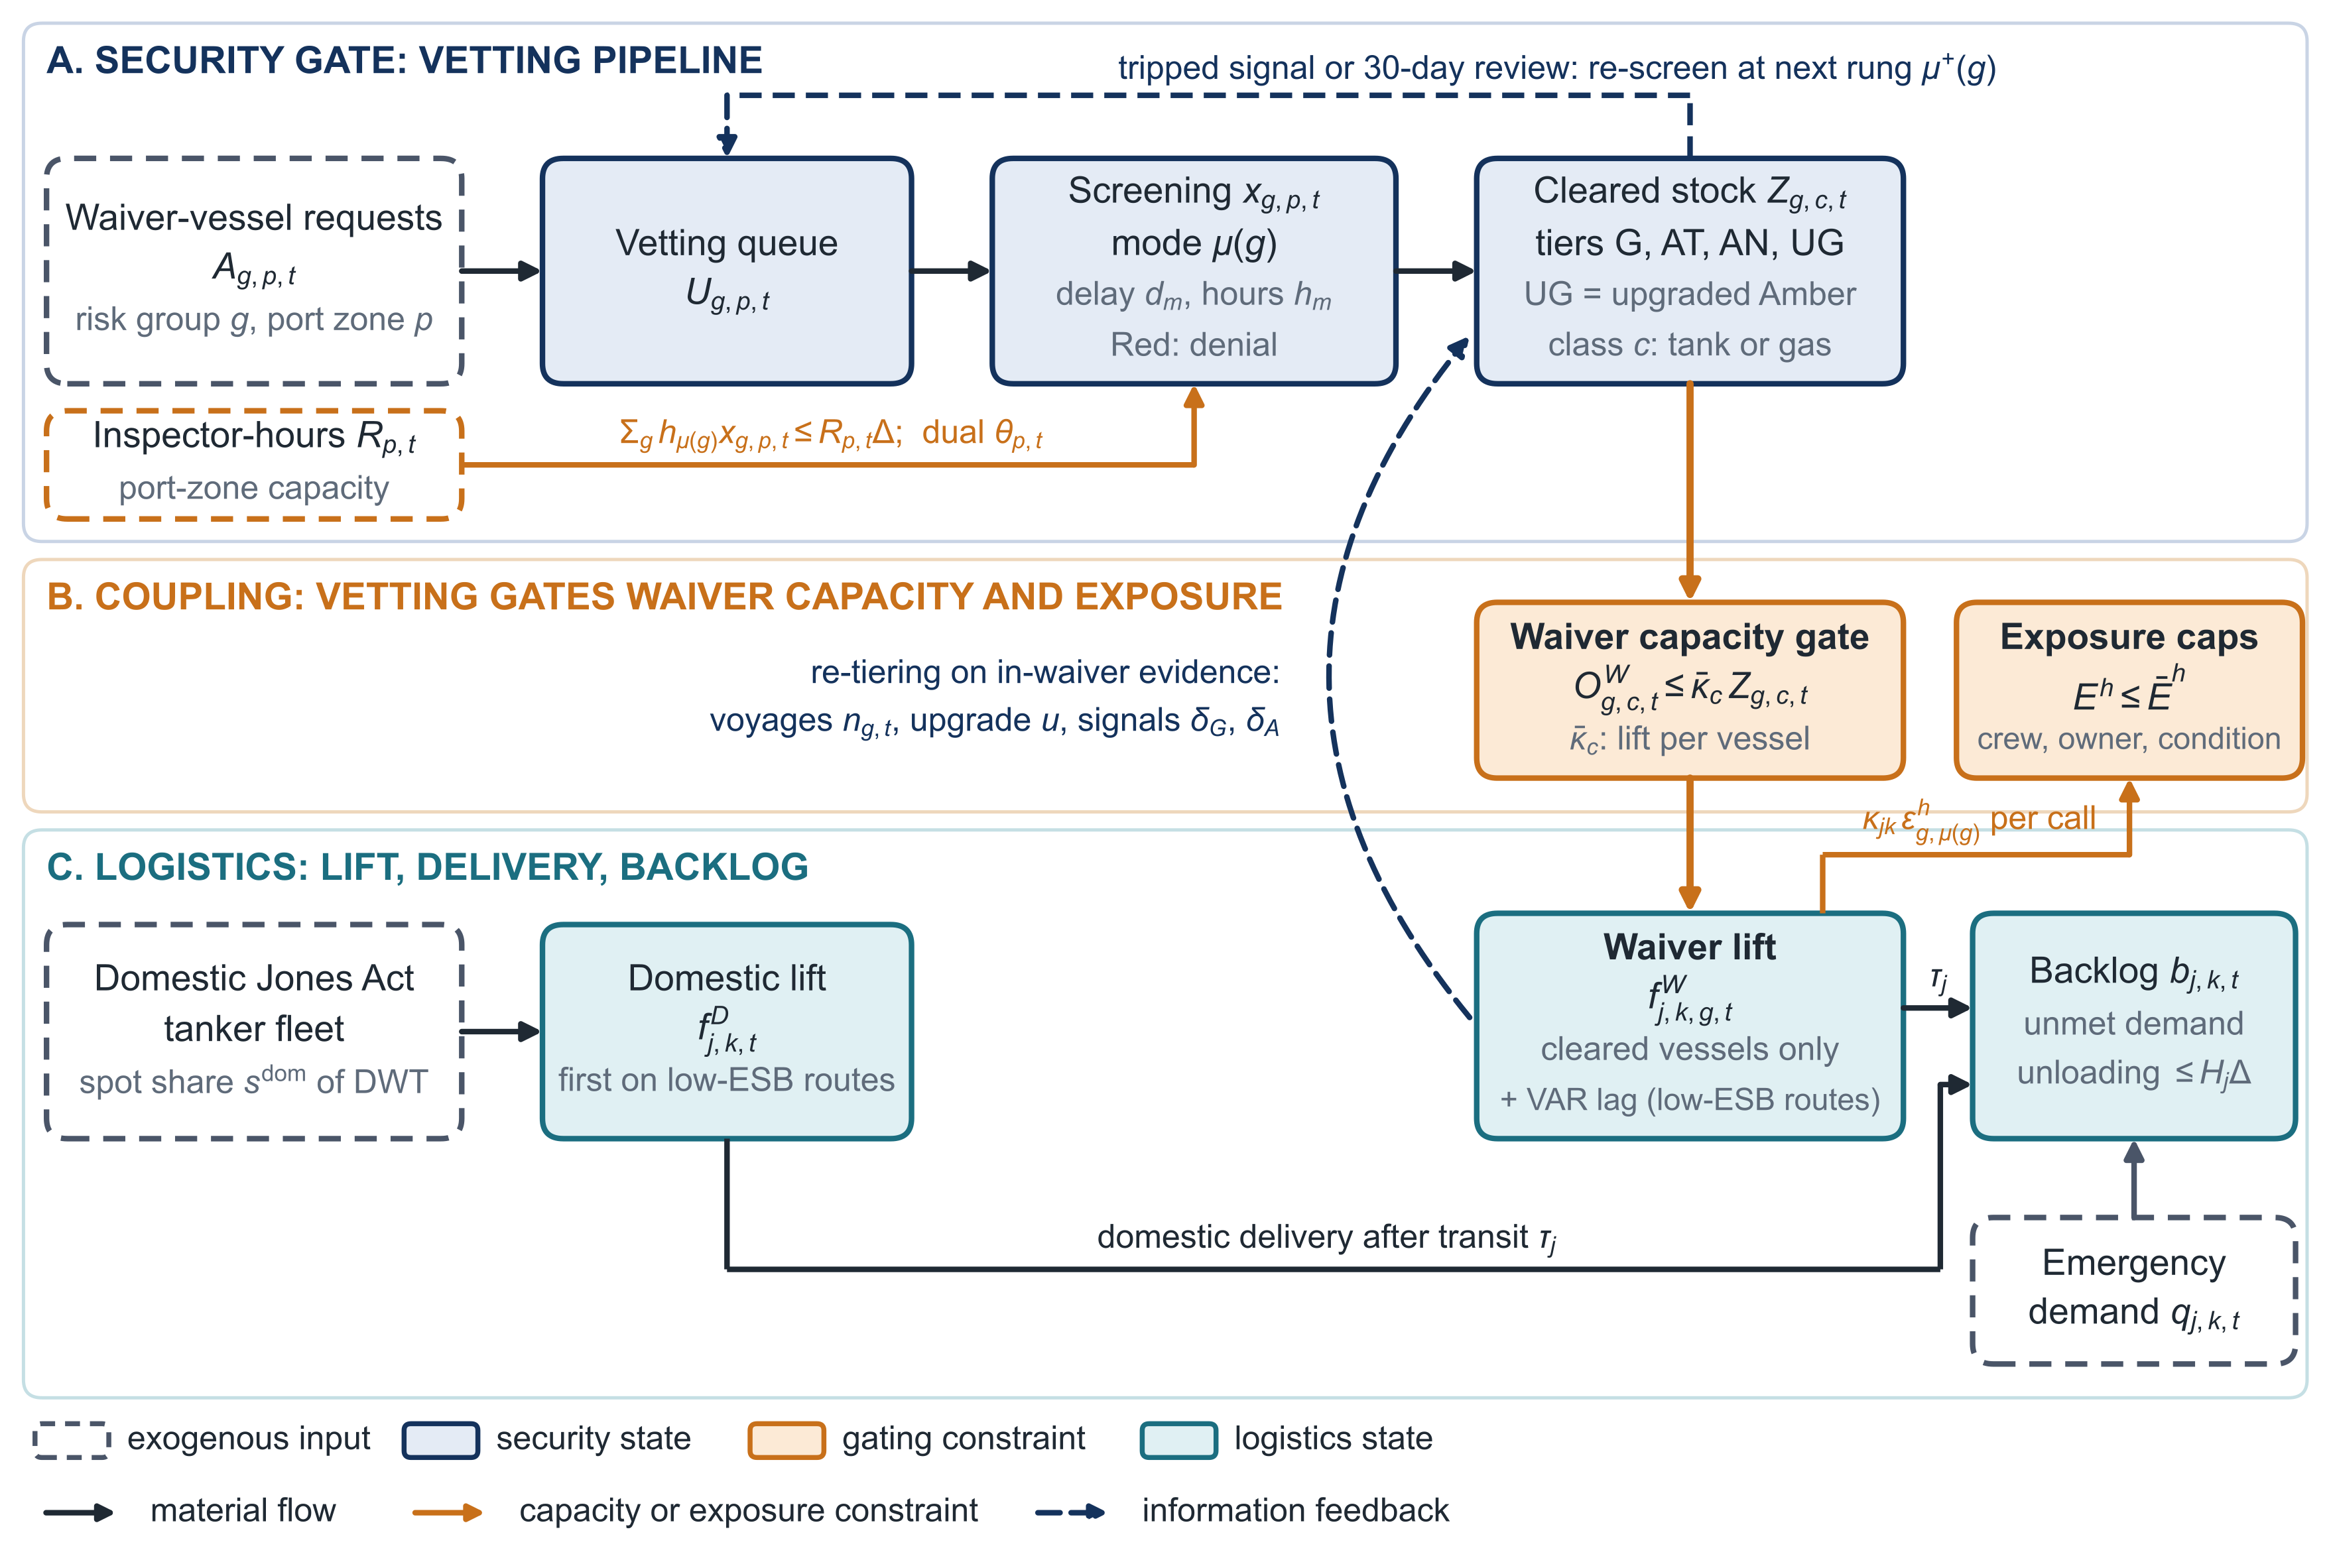 A. SECURITY GATE: VETTING PIPELINE
tripped signal or 30-day review: re-screen at next rung μ⁺(g)
Waiver-vessel requests
A_{g, p, t}
risk group g, port zone p
Vetting queue
U_{g, p, t}
Screening x_{g, p, t}
mode μ(g)
delay d_m, hours h_m
Red: denial
Cleared stock Z_{g, c, t}
tiers G, AT, AN, UG
UG = upgraded Amber
class c: tank or gas
Inspector-hours R_{p, t}
port-zone capacity
Σ_g h_{μ(g)} x_{g, p, t} ≤ R_{p, t}Δ; dual θ_{p, t}
B. COUPLING: VETTING GATES WAIVER CAPACITY AND EXPOSURE
re-tiering on in-waiver evidence:
voyages n_{g, t}, upgrade u, signals δ_G, δ_A
Waiver capacity gate
O^W_{g, c, t} ≤ κ̄_c Z_{g, c, t}
κ̄_c: lift per vessel
Exposure caps
E^h ≤ Ē^h
crew, owner, condition
κ_{jk} ε^h_{g, μ(g)} per call
C. LOGISTICS: LIFT, DELIVERY, BACKLOG
Domestic Jones Act
tanker fleet
spot share s^{dom} of DWT
Domestic lift
f^D_{j, k, t}
first on low-ESB routes
Waiver lift
f^W_{j, k, g, t}
cleared vessels only
+ VAR lag (low-ESB routes)
τ_j
Backlog b_{j, k, t}
unmet demand
unloading ≤ H_jΔ
domestic delivery after transit τ_j
Emergency
demand q_{j, k, t}
exogenous input
security state
gating constraint
logistics state
material flow
capacity or exposure constraint
information feedback